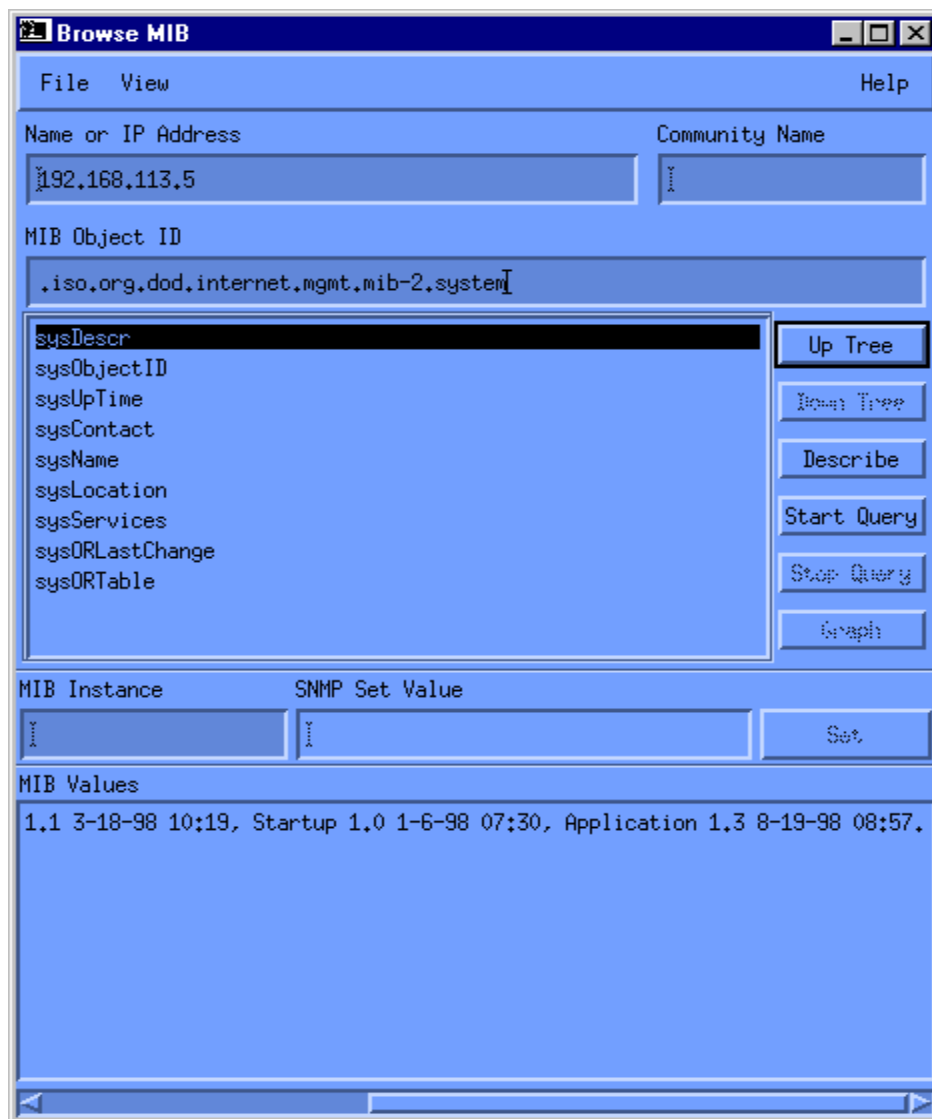 Browse MIB
File View Help
Name or IP Address Community Name
192.168.113.5
MIB Object ID
.iso.org.dod.internet.mgmt.mib-2.system
sysDescr
Up Tree
sysObjectID
sysUpTime
Down Tree
sysContact
sysName
Describe
sysLocation
sysServices
Start Query
sysORLastChange
sysORTable
Stop Query
Graph
MIB Instance SNMP Set Value
Set
MIB Values
1.1 3-18-98 10:19, Startup 1.0 1-6-98 07:30, Application 1.3 8-19-98 08:57.